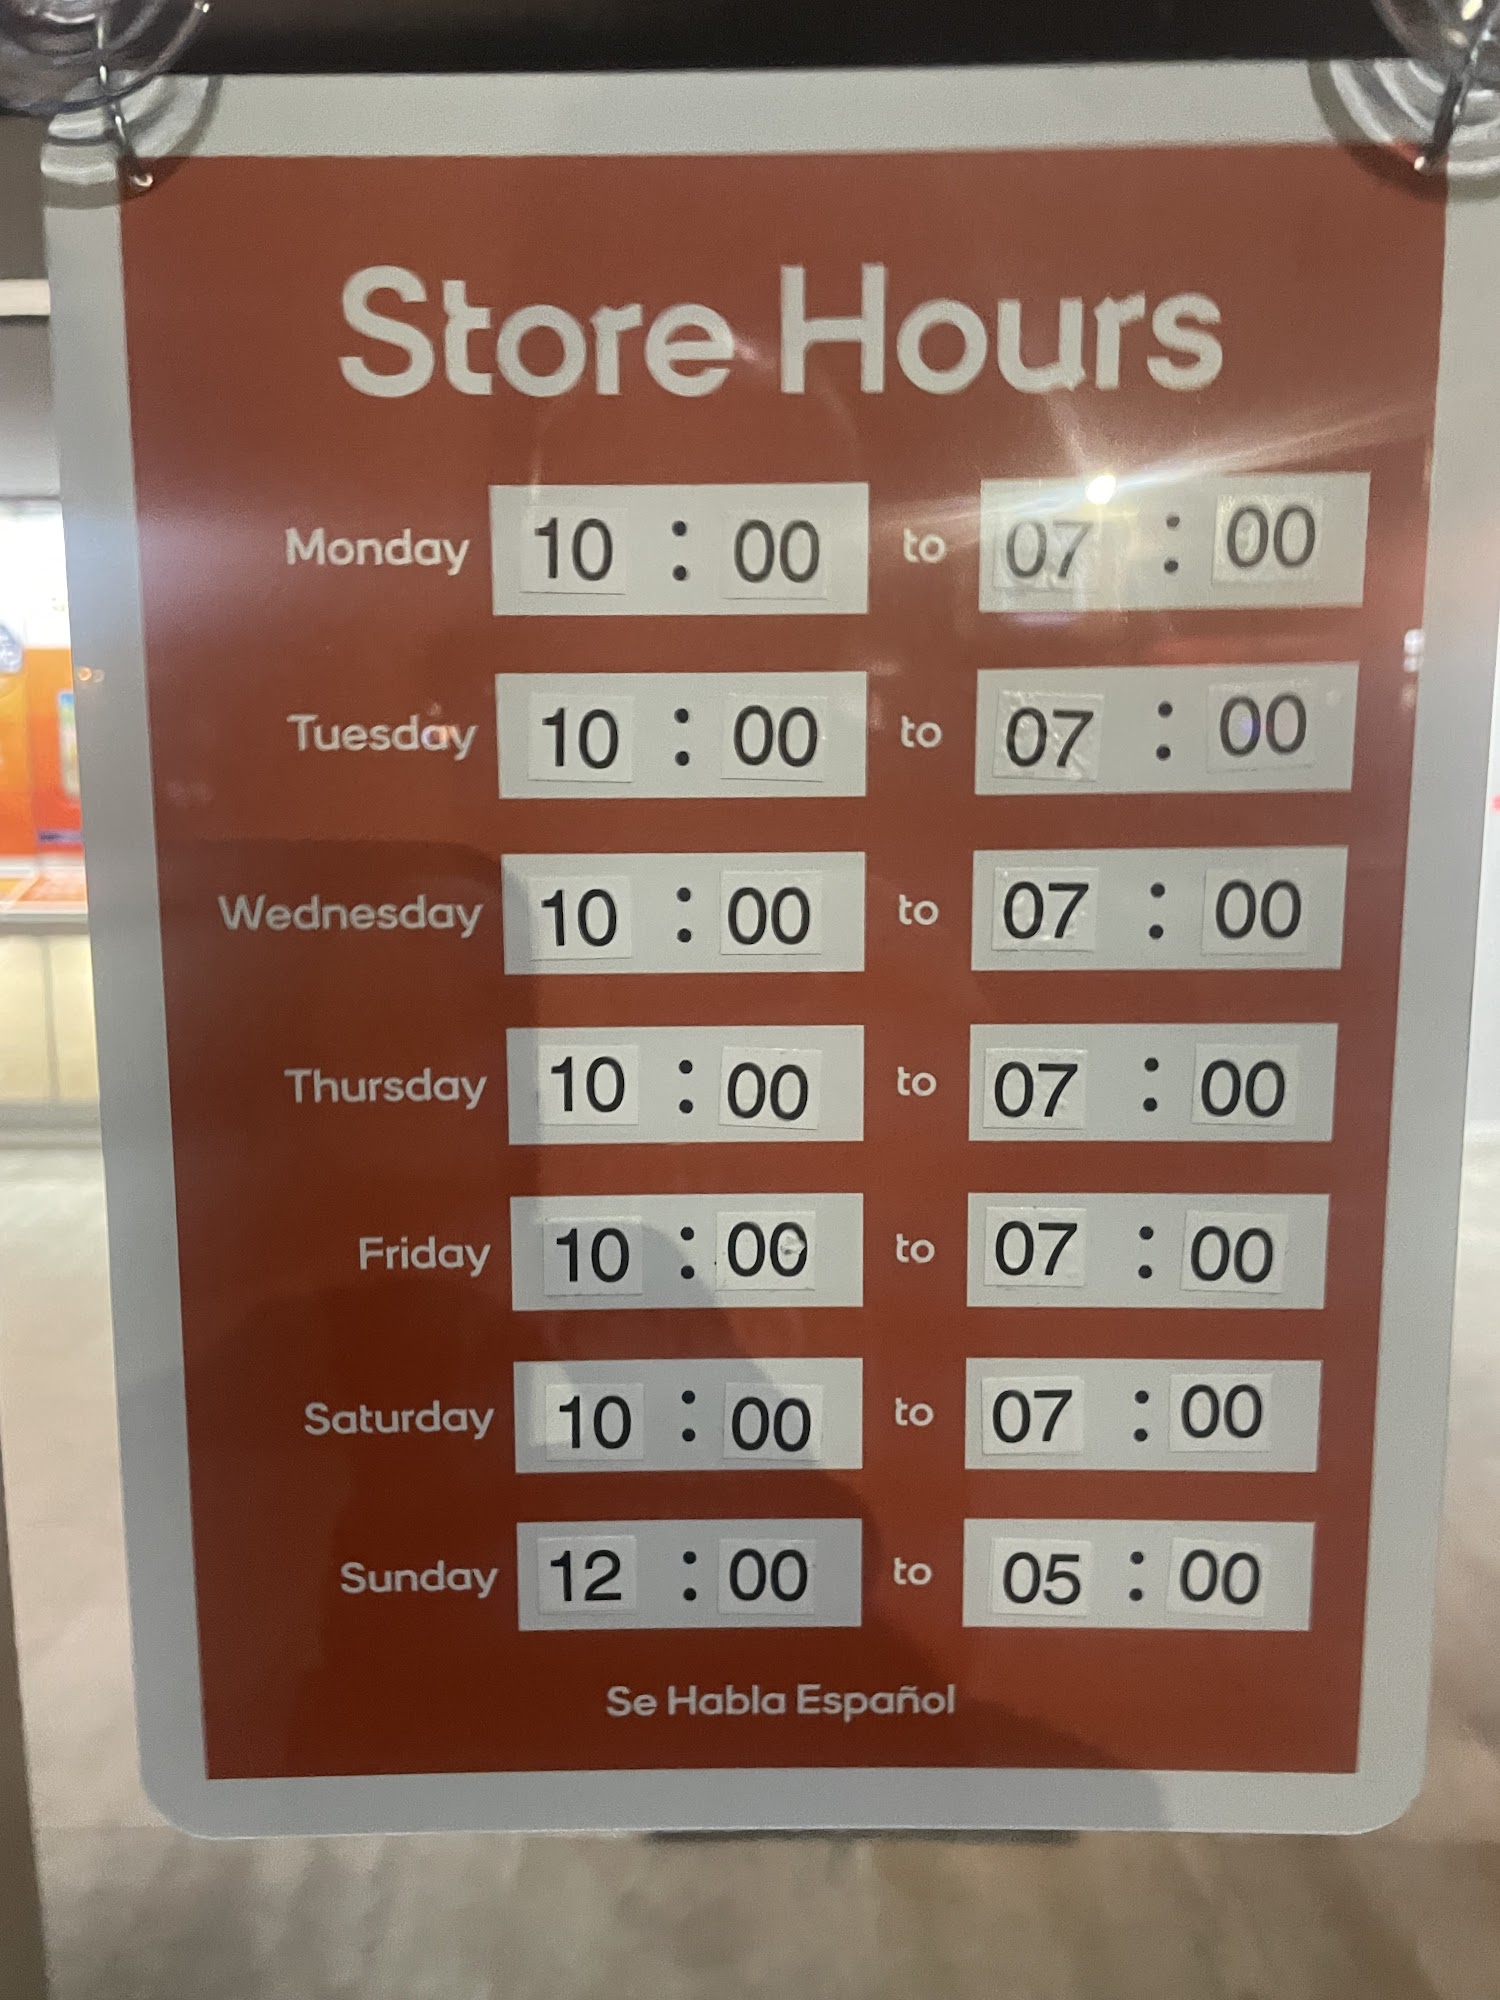 Store Hours
Monday 10 : 00 to 07 : 00
Tuesday 10 : 00 to 07 : 00
Wednesday 10 : 00 to 07 : 00
Thursday 10 : 00 to 07 : 00
Friday 10 : 00 to 07 : 00
Saturday 10 : 00 to 07 : 00
Sunday 12 : 00 to 05 : 00
Se Habla Español